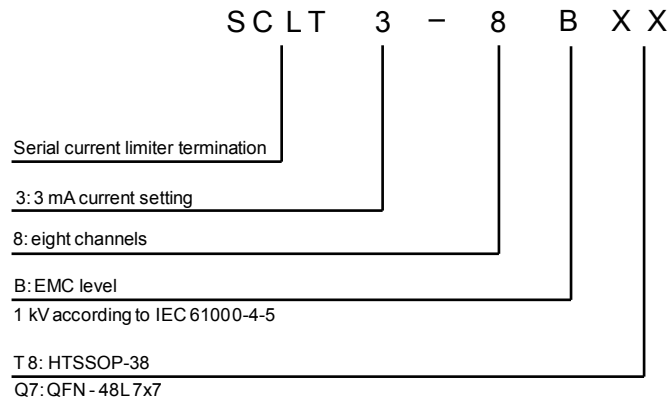 SCLT 3 – 8 B XX
Serial current limiter termination
3: 3 mA current setting
8: eight channels
B: EMC level
1 kV according to IEC 61000-4-5
T8: HTSSOP-38
Q7: QFN - 48L 7x7